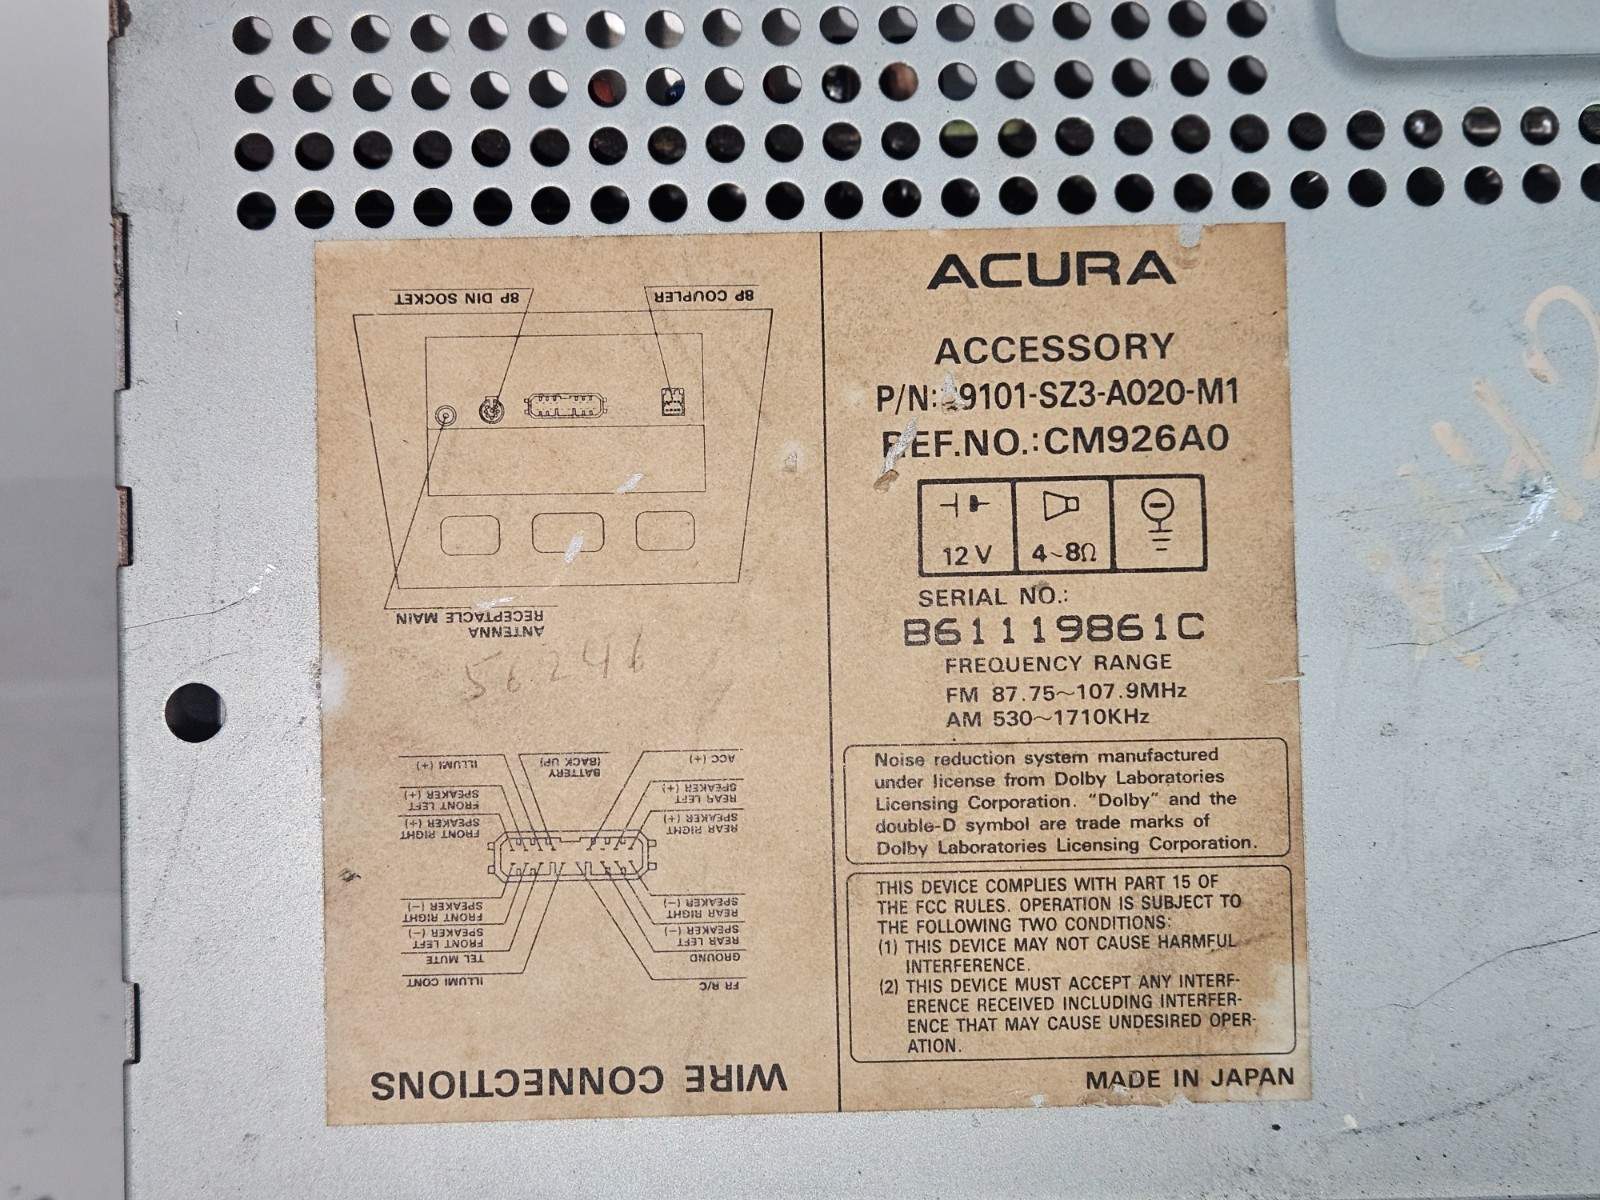 8P DIN SOCKET
8P COUPLER
ANTENNA
RECEPTACLE MAIN
56.246
ILLUMI (+)
BATTERY
(BACK UP)
ACC (+)
FRONT LEFT
SPEAKER (+)
REAR LEFT
SPEAKER (+)
FRONT RIGHT
SPEAKER (+)
REAR RIGHT
SPEAKER (+)
FRONT RIGHT
SPEAKER (-)
REAR RIGHT
SPEAKER (-)
FRONT LEFT
SPEAKER (-)
REAR LEFT
SPEAKER (-)
TEL MUTE
GROUND
ILLUMI CONT
FR R/C
WIRE CONNECTIONS
ACURA
ACCESSORY
P/N: 9101-SZ3-A020-M1
REF.NO.:CM926A0
12V
4~8Ω
SERIAL NO.:
B61119861C
FREQUENCY RANGE
FM 87.75~107.9MHz
AM 530~1710KHz
Noise reduction system manufactured
under license from Dolby Laboratories
Licensing Corporation. "Dolby" and the
double-D symbol are trade marks of
Dolby Laboratories Licensing Corporation.
THIS DEVICE COMPLIES WITH PART 15 OF
THE FCC RULES. OPERATION IS SUBJECT TO
THE FOLLOWING TWO CONDITIONS:
(1) THIS DEVICE MAY NOT CAUSE HARMFUL
INTERFERENCE.
(2) THIS DEVICE MUST ACCEPT ANY INTERF-
ERENCE RECEIVED INCLUDING INTERFER-
ENCE THAT MAY CAUSE UNDESIRED OPER-
ATION.
MADE IN JAPAN